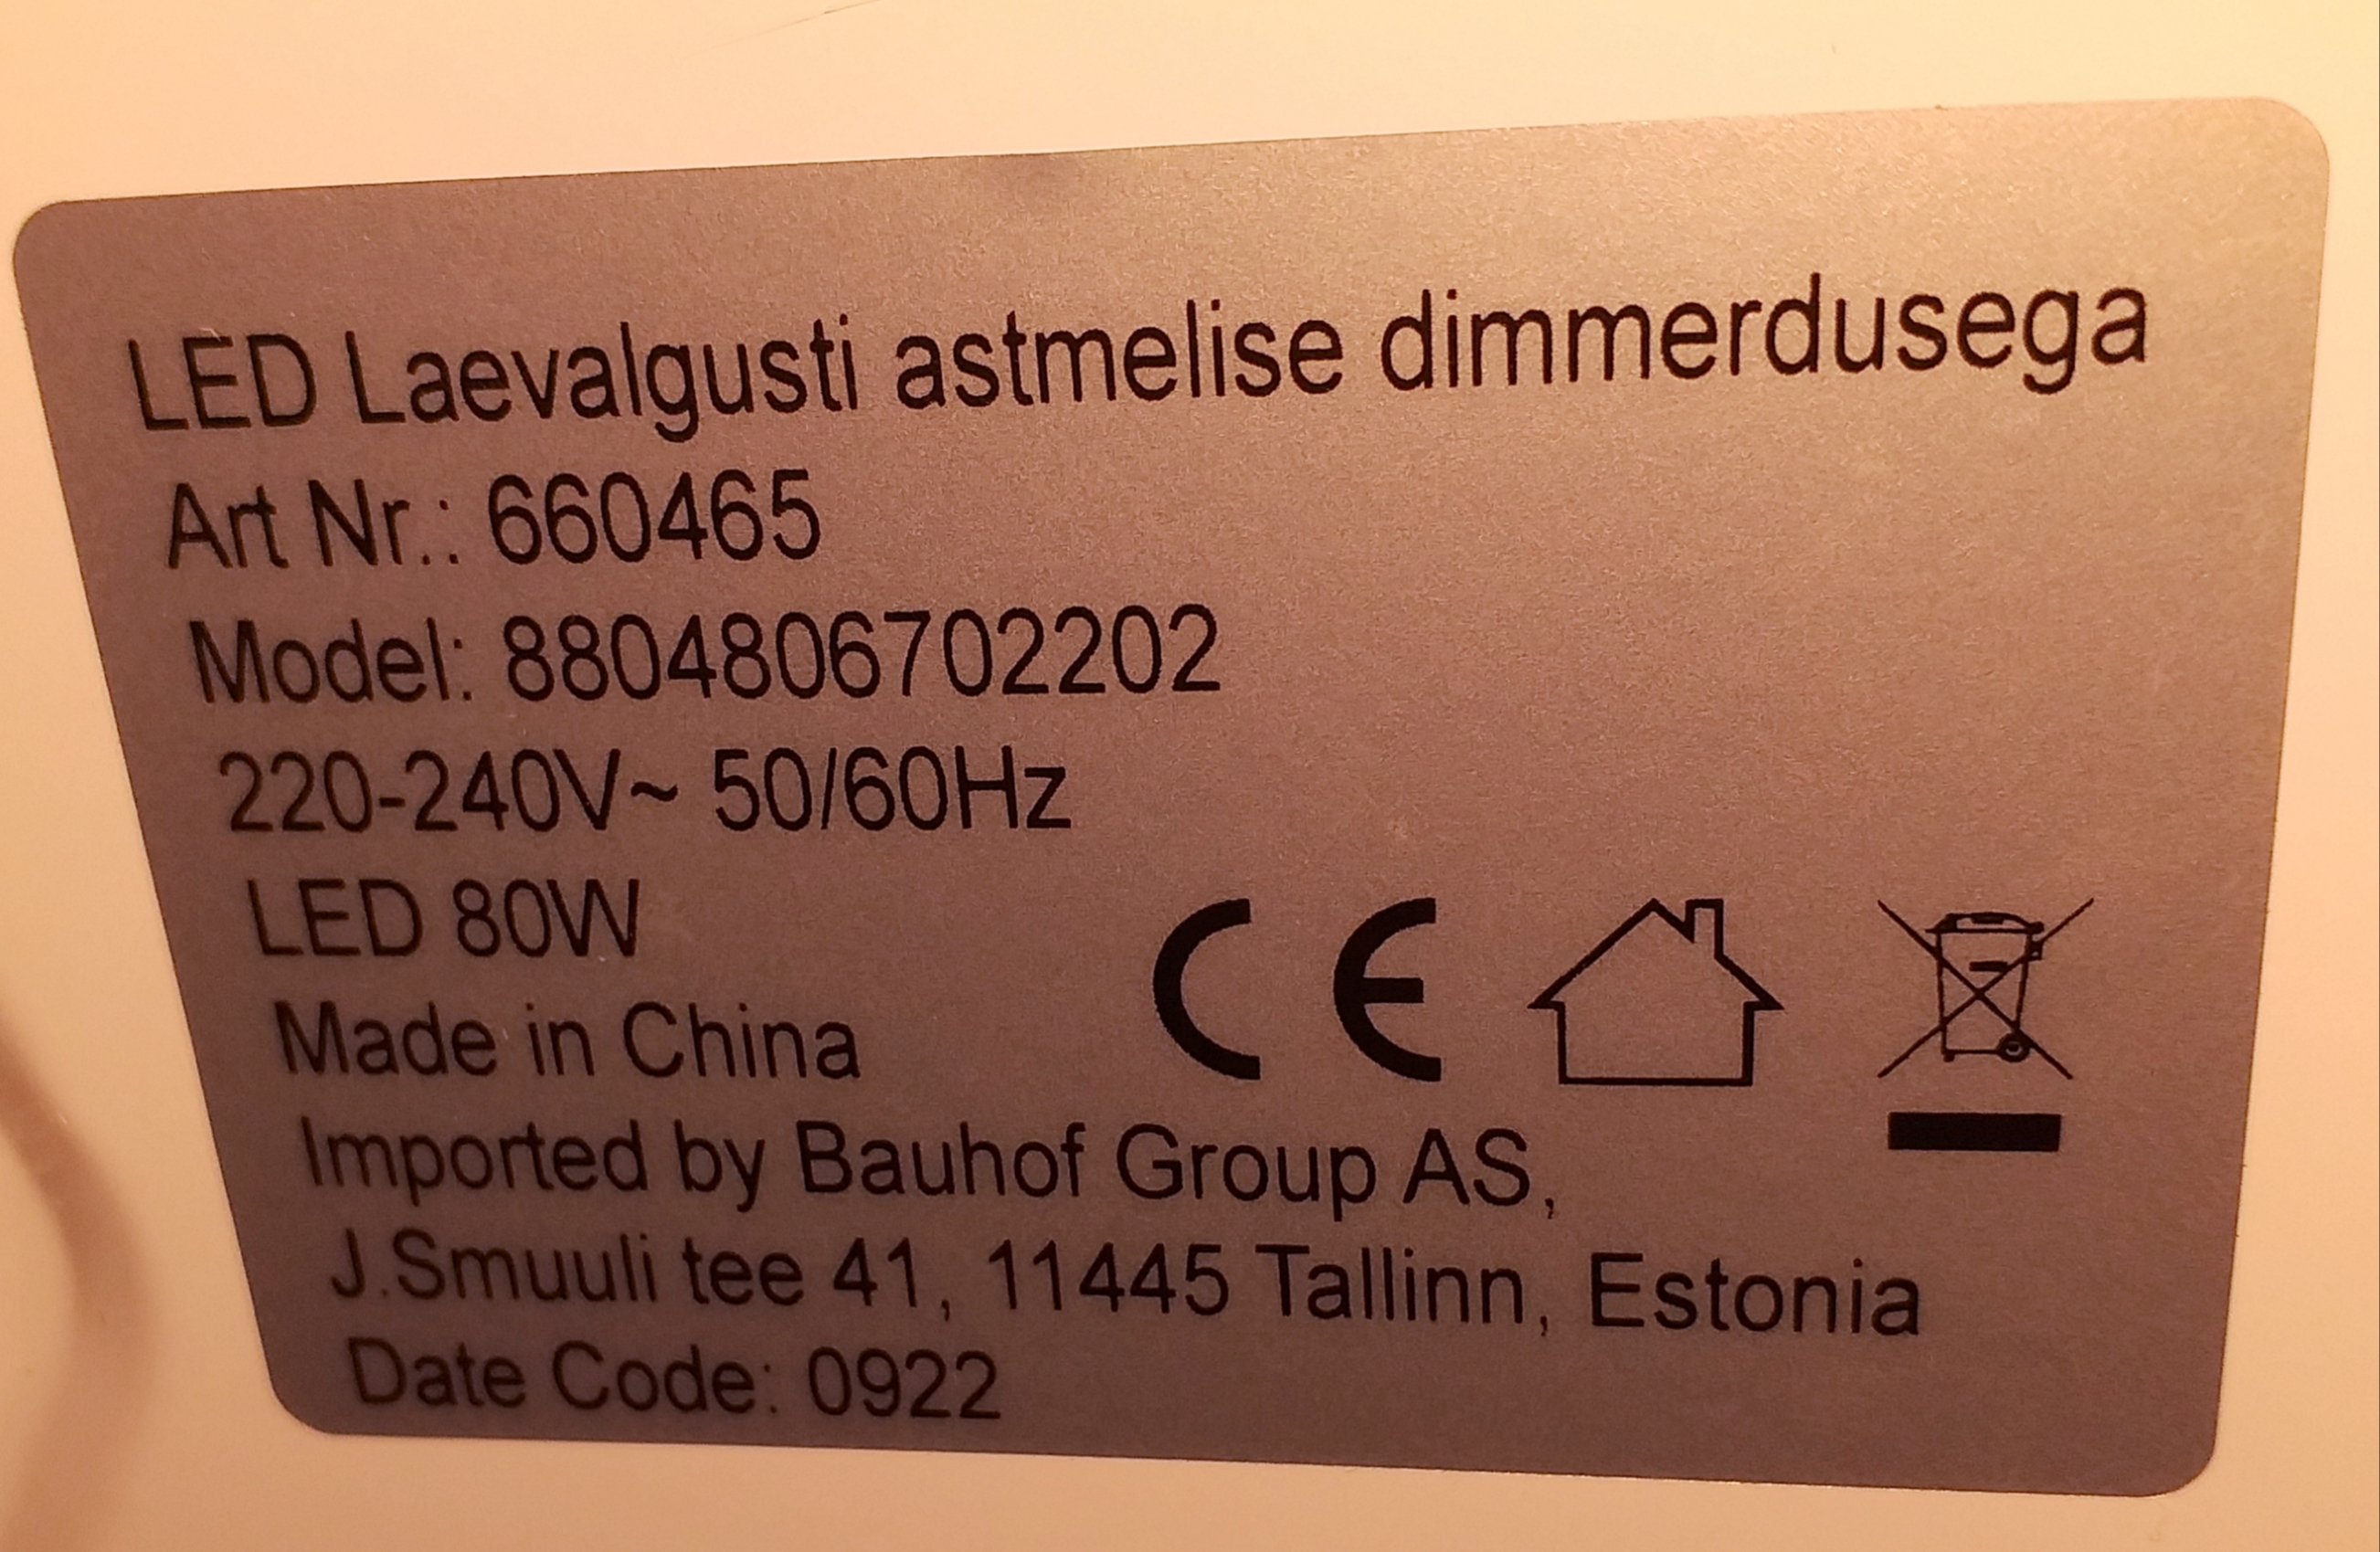 LED Laevalgusti astmelise dimmerdusega
Art Nr.: 660465
Model: 8804806702202
220-240V~ 50/60Hz
LED 80W
Made in China
CE
Imported by Bauhof Group AS,
J.Smuuli tee 41, 11445 Tallinn, Estonia
Date Code: 0922